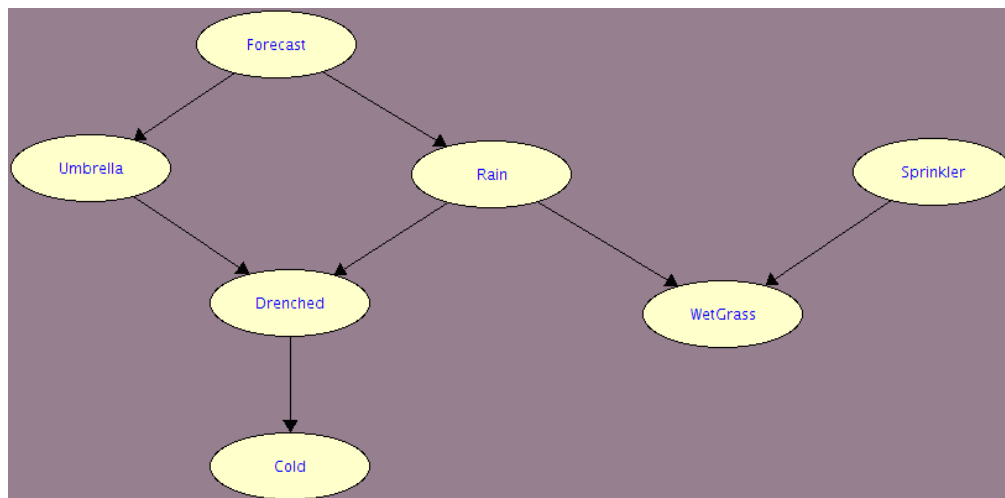 Forecast
Umbrella
Rain
Sprinkler
Drenched
WetGrass
Cold